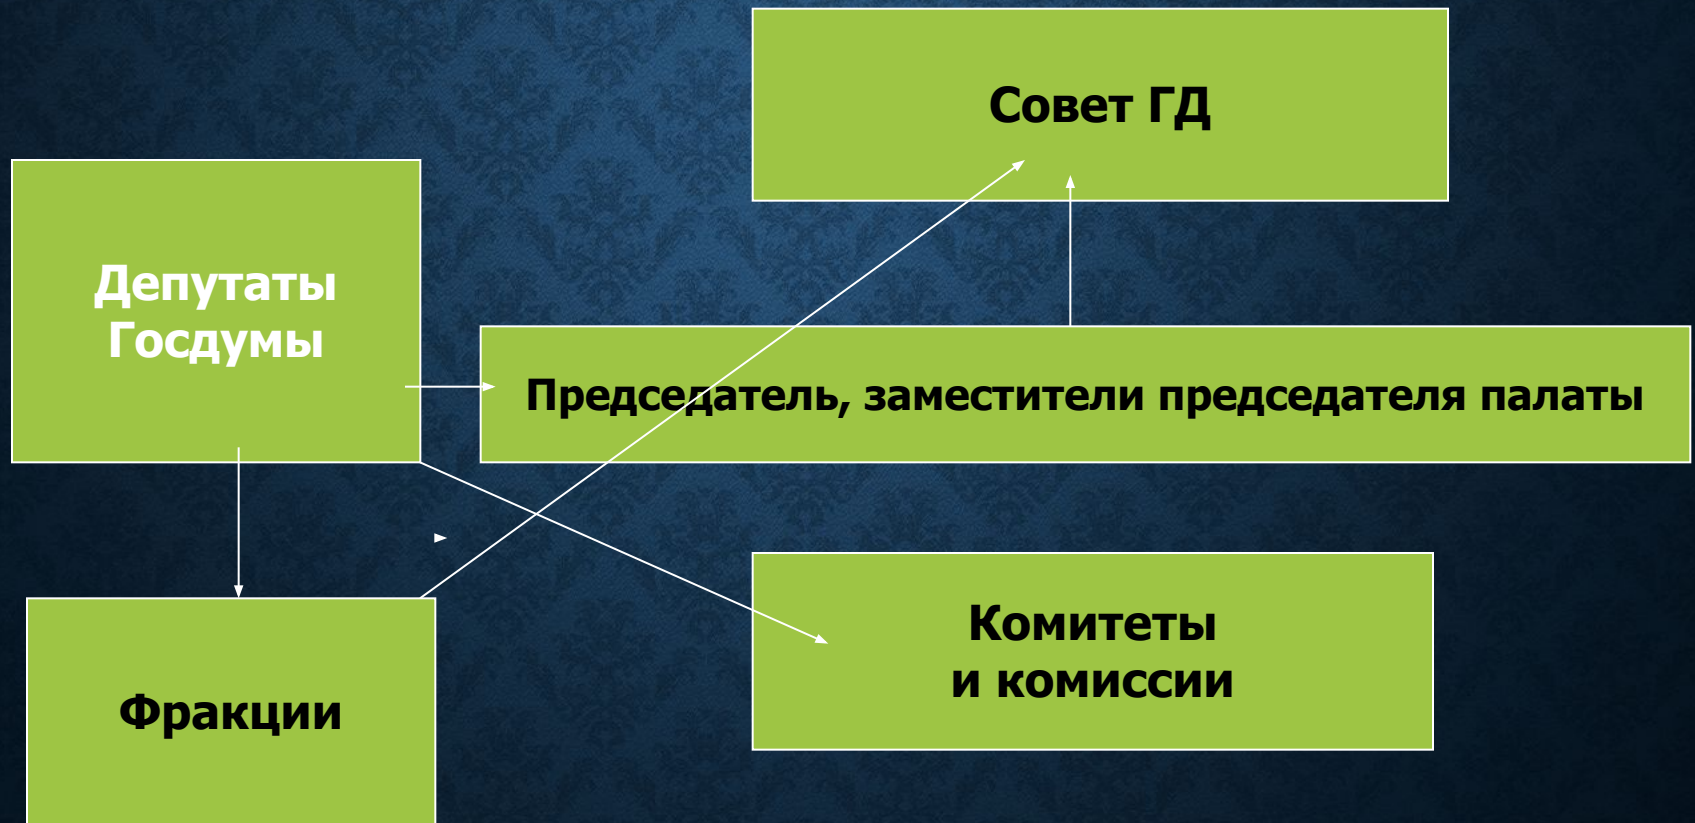 Совет ГД
Депутаты
Госдумы
Председатель, заместители председателя палаты
Комитеты
и комиссии
Фракции